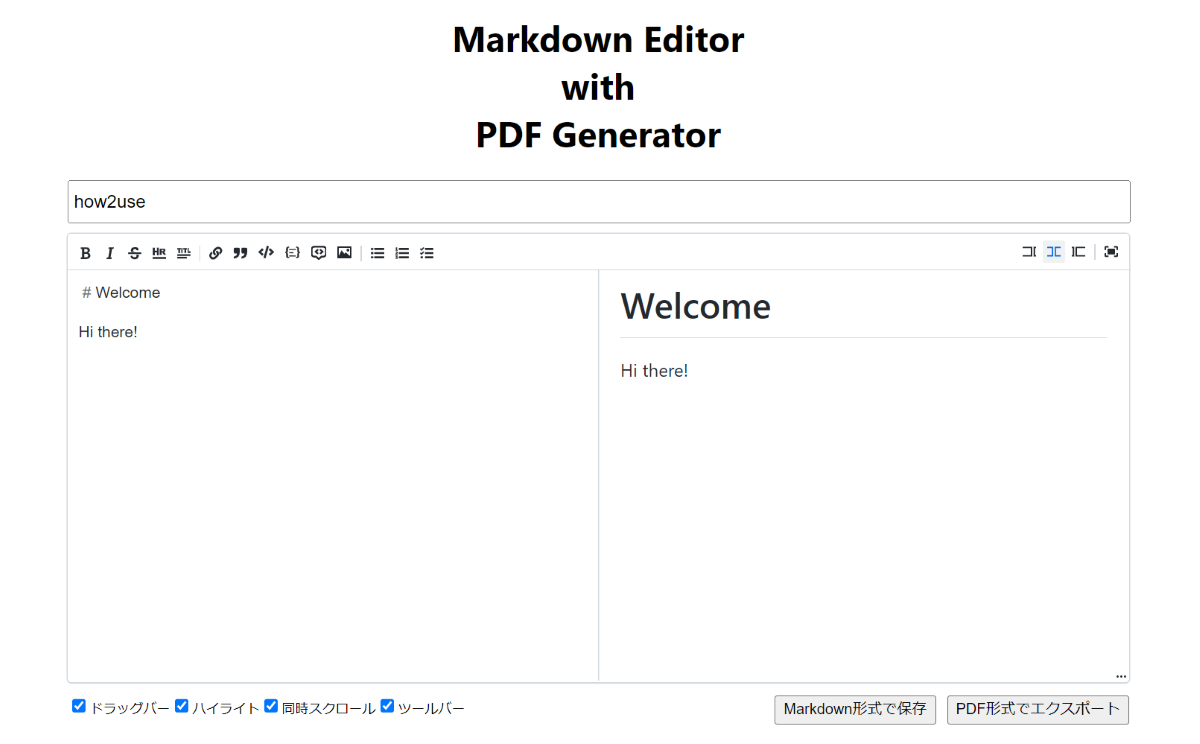 Markdown Editor
with
PDF Generator
how2use
B I S HR TITL
# Welcome
Hi there!
Welcome
Hi there!
ドラッグバー ハイライト 同時スクロール ツールバー
Markdown形式で保存 PDF形式でエクスポート